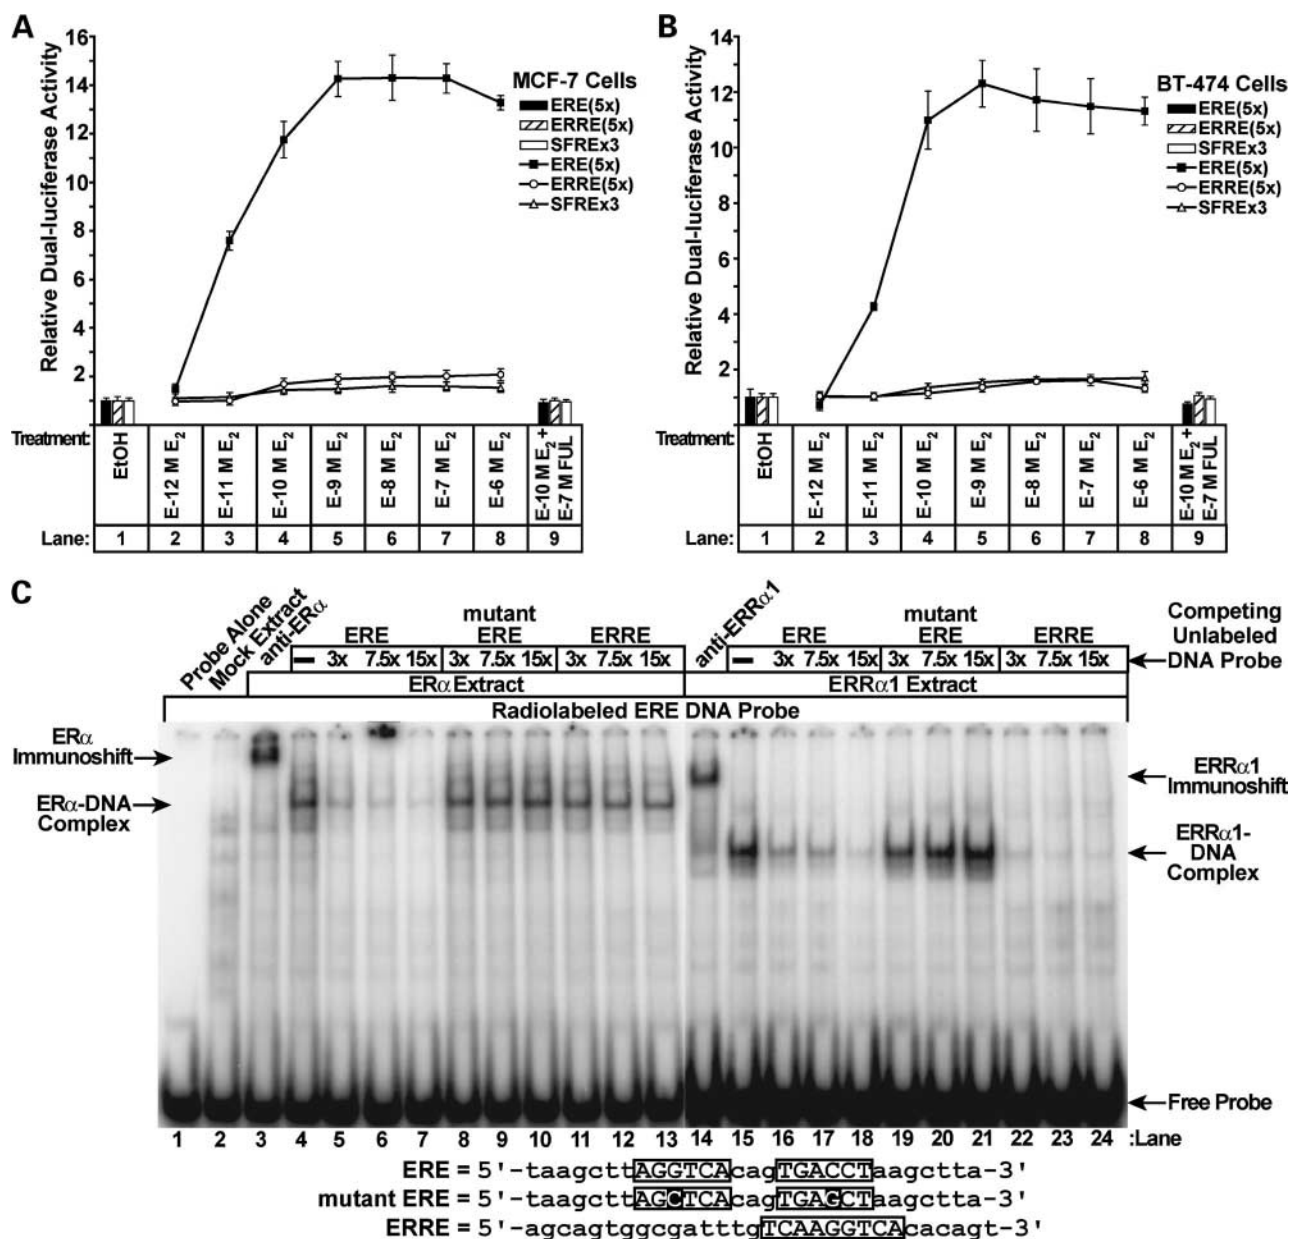 A
Relative Dual-luciferase Activity
16
14
12
10
8
6
4
2
MCF-7 Cells
ERE(5x)
ERRE(5x)
SFREx3
ERE(5x)
ERRE(5x)
SFREx3
Treatment: EtOH E-12 M E2 E-11 M E2 E-10 M E2 E-9 M E2 E-8 M E2 E-7 M E2 E-6 M E2 E-10 M E2 + E-7 M FUL
Lane: 1 2 3 4 5 6 7 8 9
B
Relative Dual-luciferase Activity
14
12
10
8
6
4
2
BT-474 Cells
ERE(5x)
ERRE(5x)
SFREx3
ERE(5x)
ERRE(5x)
SFREx3
Treatment: EtOH E-12 M E2 E-11 M E2 E-10 M E2 E-9 M E2 E-8 M E2 E-7 M E2 E-6 M E2 E-10 M E2 + E-7 M FUL
Lane: 1 2 3 4 5 6 7 8 9
C
Probe Alone
Mock Extract
anti-ERα
anti-ERRα1
mutant mutant
ERE ERE ERRE ERE ERE ERRE
– 3x 7.5x 15x 3x 7.5x 15x 3x 7.5x 15x – 3x 7.5x 15x 3x 7.5x 15x 3x 7.5x 15x
Competing
Unlabeled
DNA Probe
ERα Extract ERRα1 Extract
Radiolabeled ERE DNA Probe
ERα
Immunoshift
ERα-DNA
Complex
ERRα1
Immunoshift
ERRα1-
DNA
Complex
Free Probe
1 2 3 4 5 6 7 8 9 10 11 12 13 14 15 16 17 18 19 20 21 22 23 24 :Lane
ERE = 5'-taagcttAGGTCAcagTGACCTaagctta-3'
mutant ERE = 5'-taagcttAGCTCAcagTGAGCTaagctta-3'
ERRE = 5'-agcagtggcgatttgTCAAGGTCAcacagt-3'